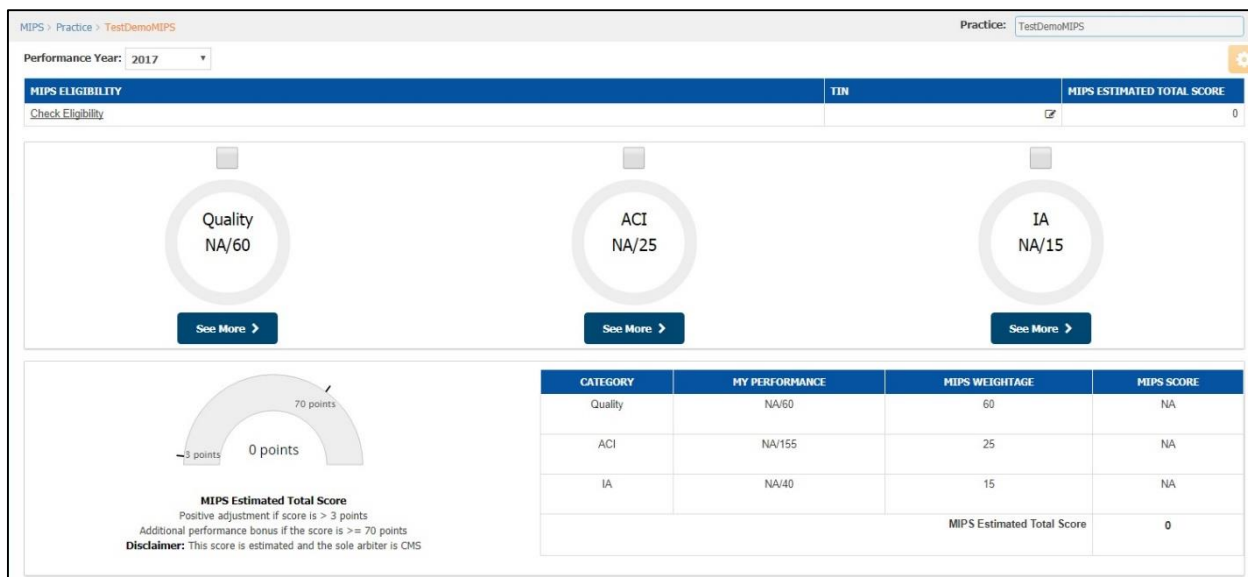 MIPS > Practice > TestDemoMIPS
Practice: TestDemoMIPS
Performance Year: 2017
MIPS ELIGIBILITY TIN MIPS ESTIMATED TOTAL SCORE
Check Eligibility 0
Quality
NA/60
See More >
ACI
NA/25
See More >
IA
NA/15
See More >
70 points
3 points
0 points
MIPS Estimated Total Score
Positive adjustment if score is > 3 points
Additional performance bonus if the score is >= 70 points
Disclaimer: This score is estimated and the sole arbiter is CMS
CATEGORY MY PERFORMANCE MIPS WEIGHTAGE MIPS SCORE
Quality NA/60 60 NA
ACI NA/155 25 NA
IA NA/40 15 NA
MIPS Estimated Total Score 0